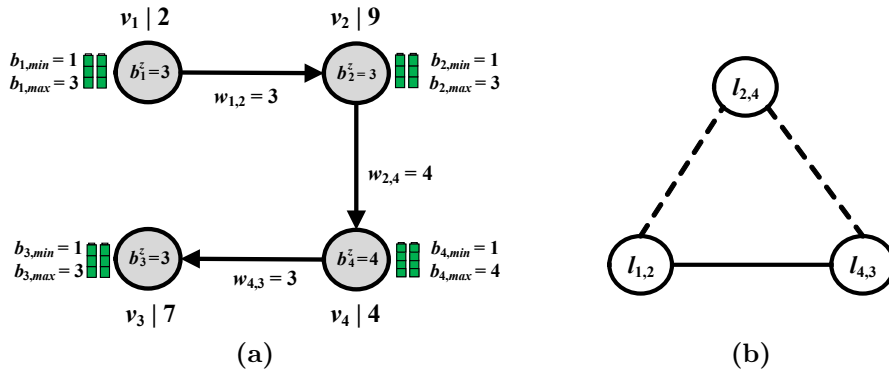 v₁ | 2
v₂ | 9
b₁,min = 1
b₁,max = 3
b₁ᶻ = 3
w₁,₂ = 3
b₂ᶻ = 3
b₂,min = 1
b₂,max = 3
w₂,₄ = 4
b₃,min = 1
b₃,max = 3
b₃ᶻ = 3
w₄,₃ = 3
b₄ᶻ = 4
b₄,min = 1
b₄,max = 4
v₃ | 7
v₄ | 4
(a)
l₂,₄
l₁,₂
l₄,₃
(b)